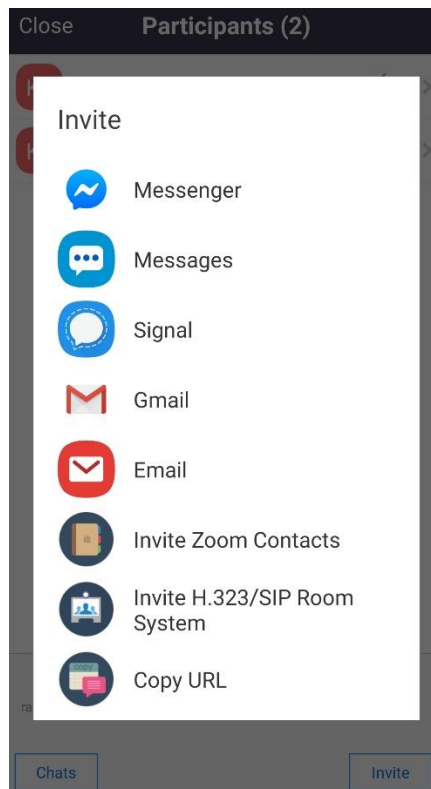 Close Participants (2)
Invite
Messenger
Messages
Signal
Gmail
Email
Invite Zoom Contacts
Invite H.323/SIP Room
System
copy
Copy URL
Chats Invite